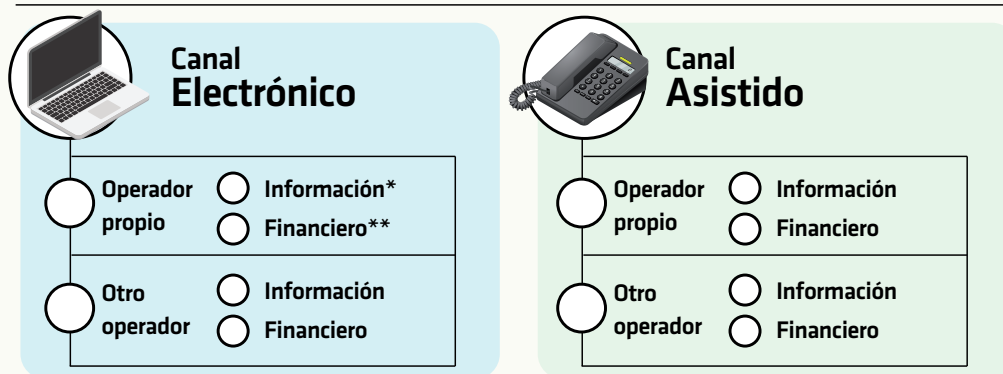 Canal
Electrónico
Operador
propio
Información*
Financiero**
Otro
operador
Información
Financiero
Canal
Asistido
Operador
propio
Información
Financiero
Otro
operador
Información
Financiero